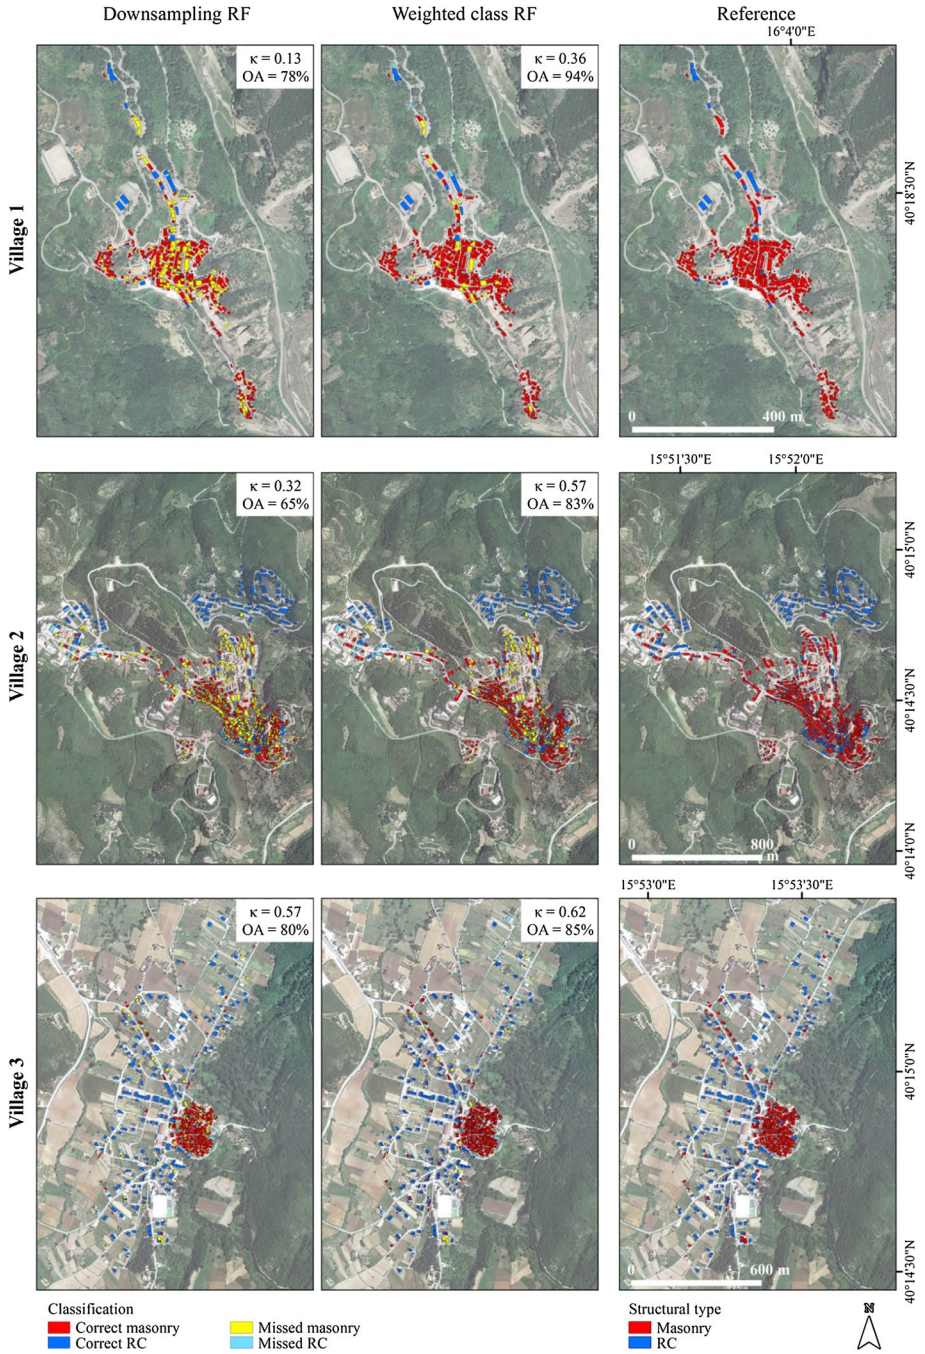 Downsampling RF
Weighted class RF
Reference
16°4'0"E
Village 1
κ = 0.13
OA = 78%
κ = 0.36
OA = 94%
40°18'30"N
0 400 m
15°51'30"E 15°52'0"E
Village 2
κ = 0.32
OA = 65%
κ = 0.57
OA = 83%
40°15'0"N
40°14'30"N
40°14'0"N
0 800
m
15°53'0"E 15°53'30"E
Village 3
κ = 0.57
OA = 80%
κ = 0.62
OA = 85%
40°15'0"N
40°14'30"N
0 600 m
Classification
Correct masonry
Missed masonry
Correct RC
Missed RC
Structural type
Masonry
RC
N